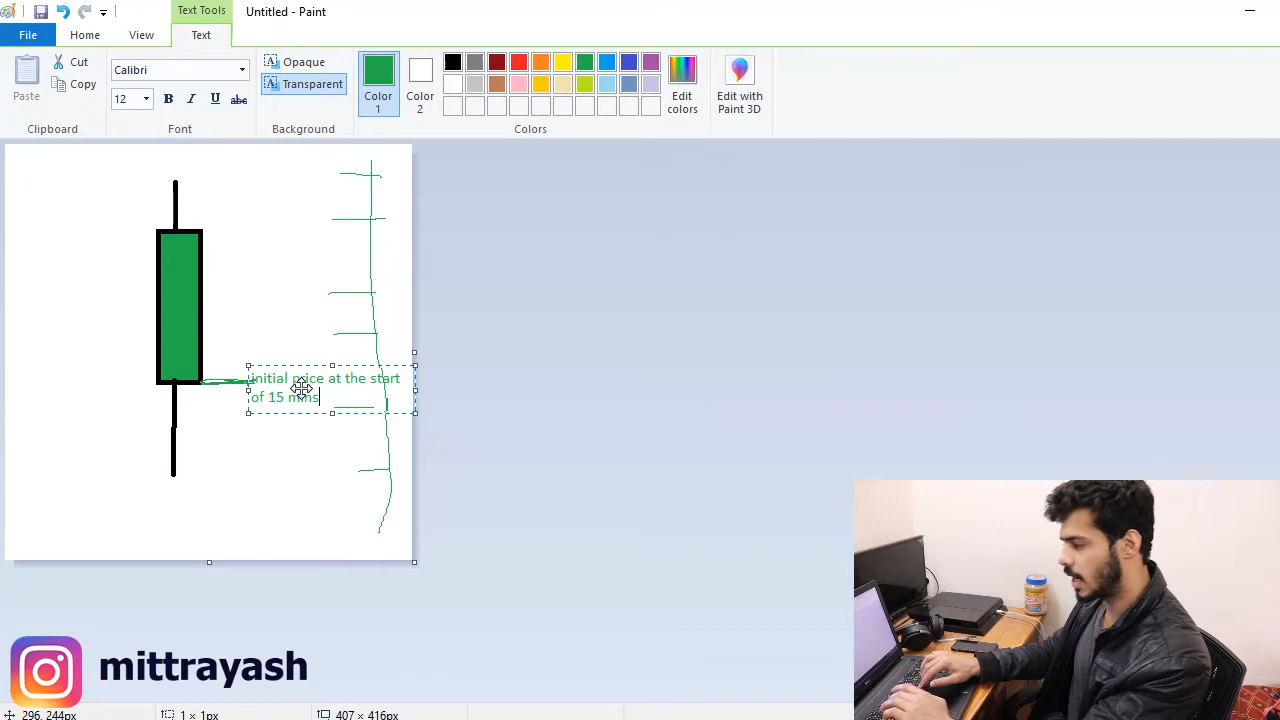 Text Tools
Untitled - Paint
File
Home
View
Text
Paste
Cut
Copy
Clipboard
Calibri
12
B
I
U
abc
Font
Opaque
Transparent
Background
Color 1
Color 2
Colors
Edit colors
Edit with Paint 3D
initial price at the start
of 15 mins
mittrayash
296, 244px
1 × 1px
407 × 416px